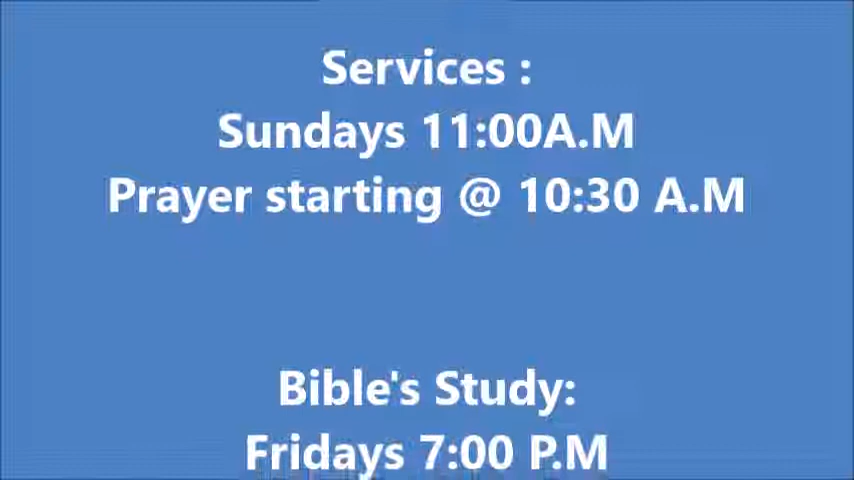 Services :
Sundays 11:00A.M
Prayer starting @ 10:30 A.M
Bible's Study:
Fridays 7:00 P.M